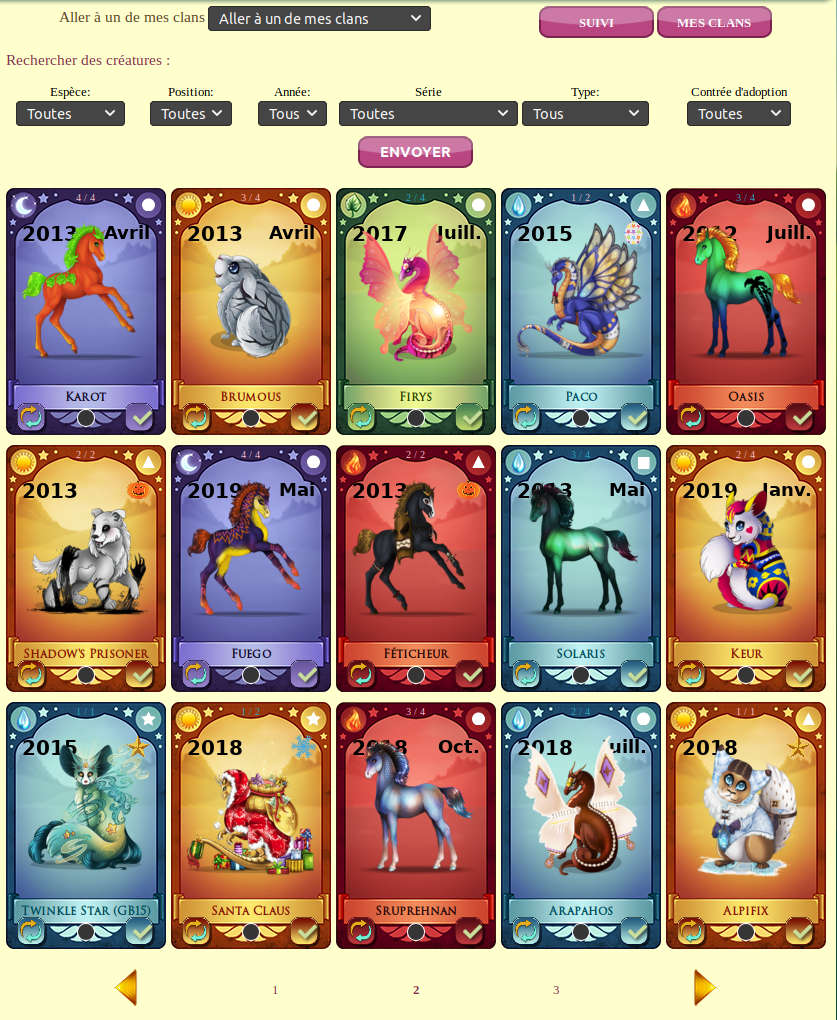 Aller à un de mes clans Aller à un de mes clans SUIVI MES CLANS
Rechercher des créatures :
Espèce: Position: Année: Série Type: Contrée d'adoption
Toutes Toutes Tous Toutes Tous Toutes
ENVOYER
4 / 4 3 / 4 2 / 4 1 / 2 3 / 4
2013 Avril 2013 Avril 2017 Juill. 2015 2012 Juill.
KAROT BRUMOUS FIRYS PACO OASIS
2 / 2 4 / 4 2 / 2 3 / 4 2 / 4
2013 2019 Mai 2013 2013 Mai 2019 Janv.
SHADOW'S PRISONER FUEGO FÉTICHEUR SOLARIS KEUR
1 / 1 1 / 2 3 / 4 2 / 4 1 / 1
2015 2018 2018 Oct. 2018 Juill. 2018
TWINKLE STAR (GB15) SANTA CLAUS SRUPREHNAN ARAPAHOS ALPIFIX
1 2 3